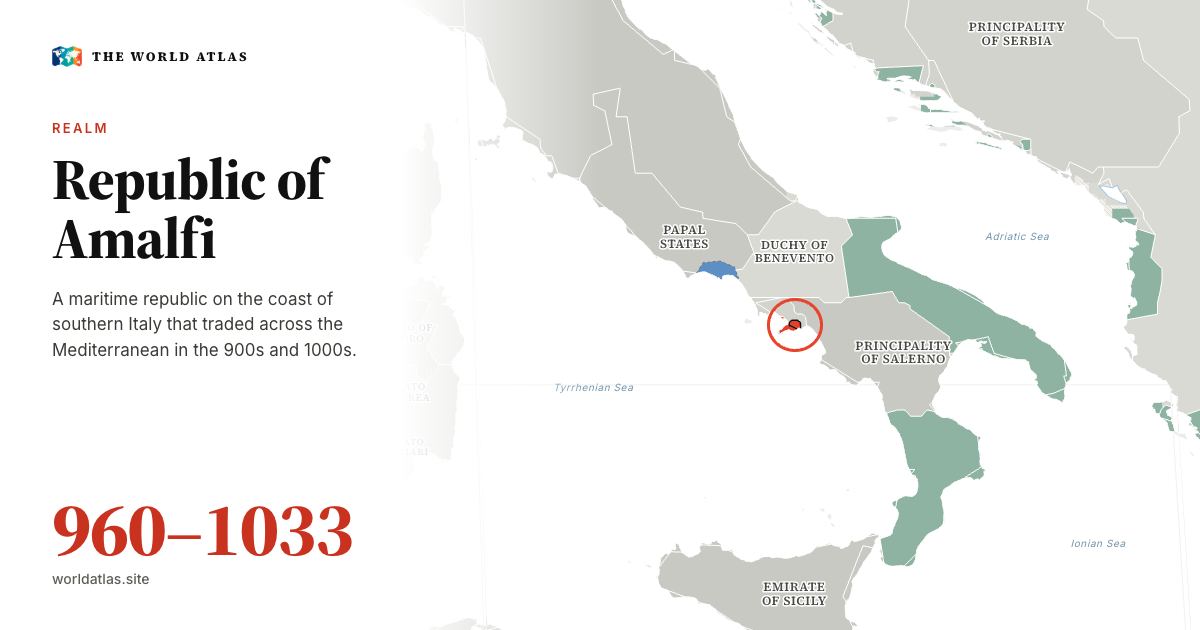 THE WORLD ATLAS
REALM
Republic of
Amalfi
A maritime republic on the coast of
southern Italy that traded across the
Mediterranean in the 900s and 1000s.
960–1033
worldatlas.site
PRINCIPALITY
OF SERBIA
PAPAL
STATES
DUCHY OF
BENEVENTO
Adriatic Sea
PRINCIPALITY
OF SALERNO
Tyrrhenian Sea
Ionian Sea
EMIRATE
OF SICILY